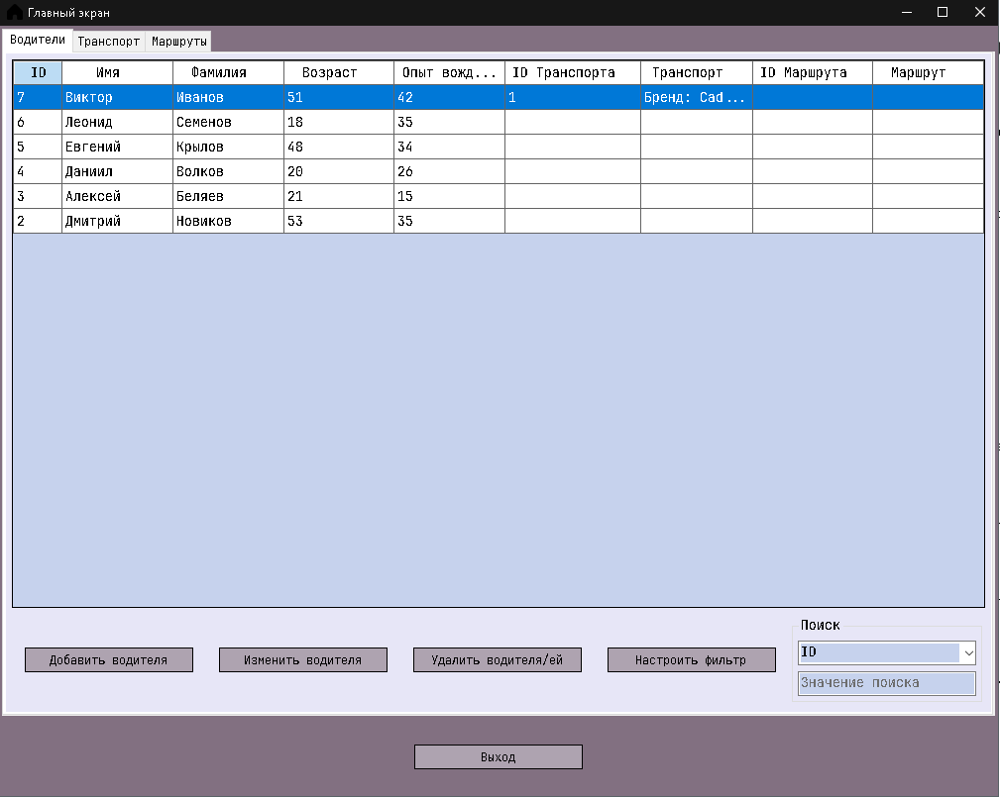 Главный экран
Водители Транспорт Маршруты
ID Имя Фамилия Возраст Опыт вожд... ID Транспорта Транспорт ID Маршрута Маршрут
7 Виктор Иванов 51 42 1 Бренд: Cad...
6 Леонид Семенов 18 35
5 Евгений Крылов 48 34
4 Даниил Волков 20 26
3 Алексей Беляев 21 15
2 Дмитрий Новиков 53 35
Поиск
ID
Добавить водителя Изменить водителя Удалить водителя/ей Настроить фильтр
Значение поиска
Выход